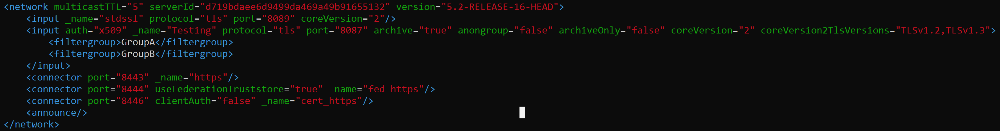 <network multicastTTL="5" serverId="d719bdaee6d9499da469a49b91655132" version="5.2-RELEASE-16-HEAD">
    <input _name="stdssl" protocol="tls" port="8089" coreVersion="2"/>
    <input auth="x509" _name="Testing" protocol="tls" port="8087" archive="true" anongroup="false" archiveOnly="false" coreVersion="2" coreVersion2TlsVersions="TLSv1.2,TLSv1.3">
        <filtergroup>GroupA</filtergroup>
        <filtergroup>GroupB</filtergroup>
    </input>
    <connector port="8443" _name="https"/>
    <connector port="8444" useFederationTruststore="true" _name="fed_https"/>
    <connector port="8446" clientAuth="false" _name="cert_https"/>
    <announce/>
</network>